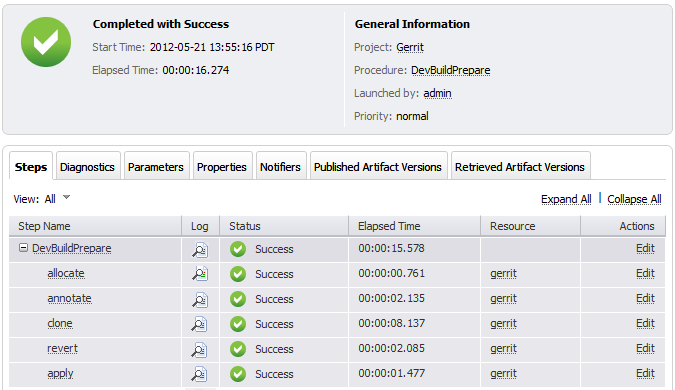 Completed with Success
Start Time: 2012-05-21 13:55:16 PDT
Elapsed Time: 00:00:16.274
General Information
Project: Gerrit
Procedure: DevBuildPrepare
Launched by: admin
Priority: normal
Steps Diagnostics Parameters Properties Notifiers Published Artifact Versions Retrieved Artifact Versions
View: All Expand All Collapse All
Step Name Log Status Elapsed Time Resource Actions
DevBuildPrepare Success 00:00:15.578 Edit
allocate Success 00:00:00.761 gerrit Edit
annotate Success 00:00:02.135 gerrit Edit
clone Success 00:00:08.137 gerrit Edit
revert Success 00:00:02.085 gerrit Edit
apply Success 00:00:01.477 gerrit Edit